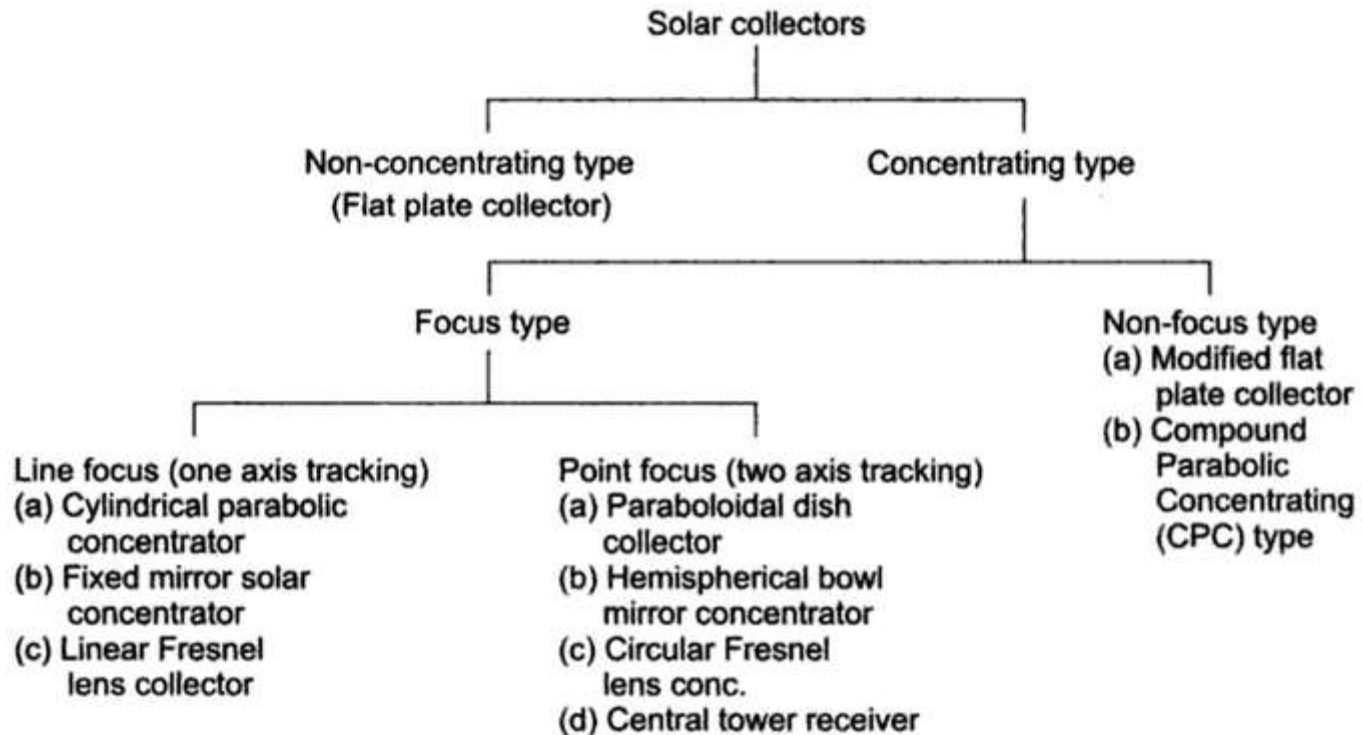 Solar collectors
Non-concentrating type
(Flat plate collector)
Concentrating type
Focus type
Non-focus type
(a) Modified flat
plate collector
(b) Compound
Parabolic
Concentrating
(CPC) type
Line focus (one axis tracking)
(a) Cylindrical parabolic
concentrator
(b) Fixed mirror solar
concentrator
(c) Linear Fresnel
lens collector
Point focus (two axis tracking)
(a) Paraboloidal dish
collector
(b) Hemispherical bowl
mirror concentrator
(c) Circular Fresnel
lens conc.
(d) Central tower receiver